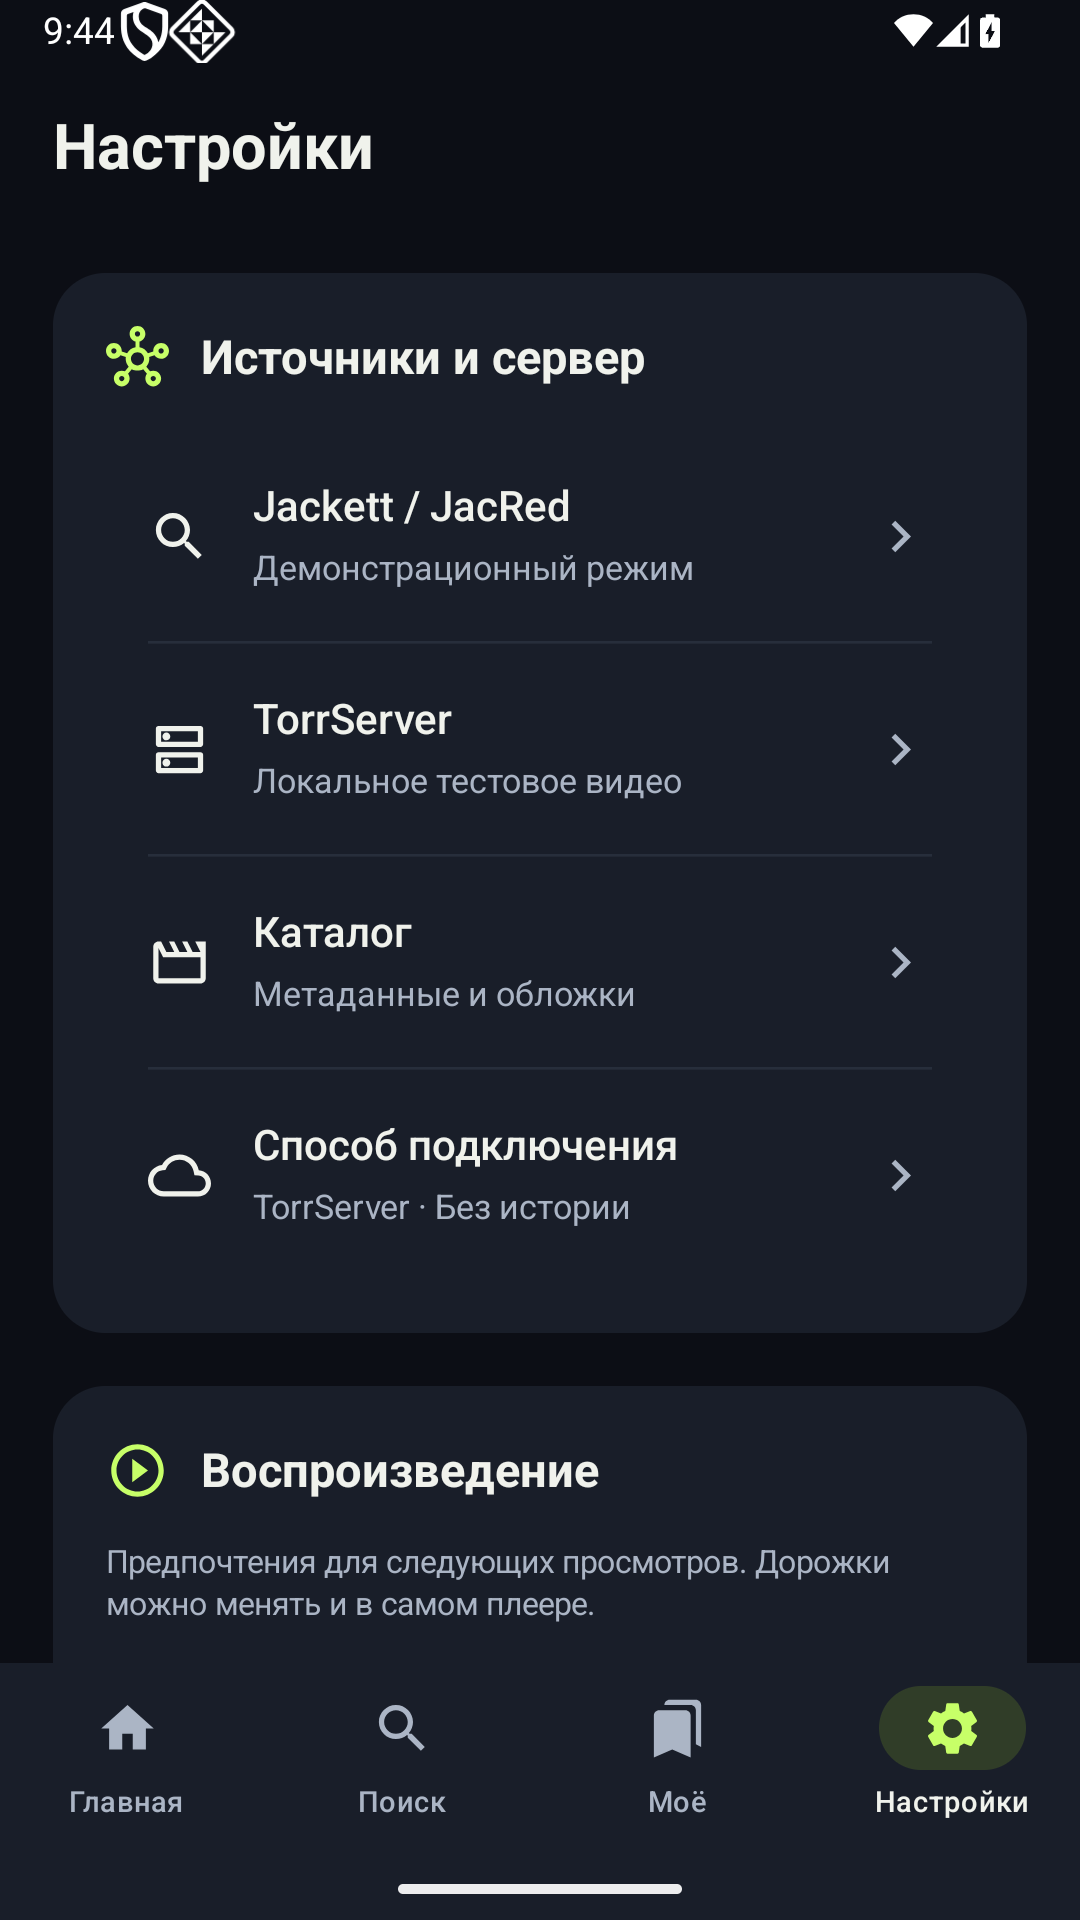 9:44
Настройки
Источники и сервер
Jackett / JacRed
Демонстрационный режим
TorrServer
Локальное тестовое видео
Каталог
Метаданные и обложки
Способ подключения
TorrServer · Без истории
Воспроизведение
Предпочтения для следующих просмотров. Дорожки
можно менять и в самом плеере.
Главная
Поиск
Моё
Настройки